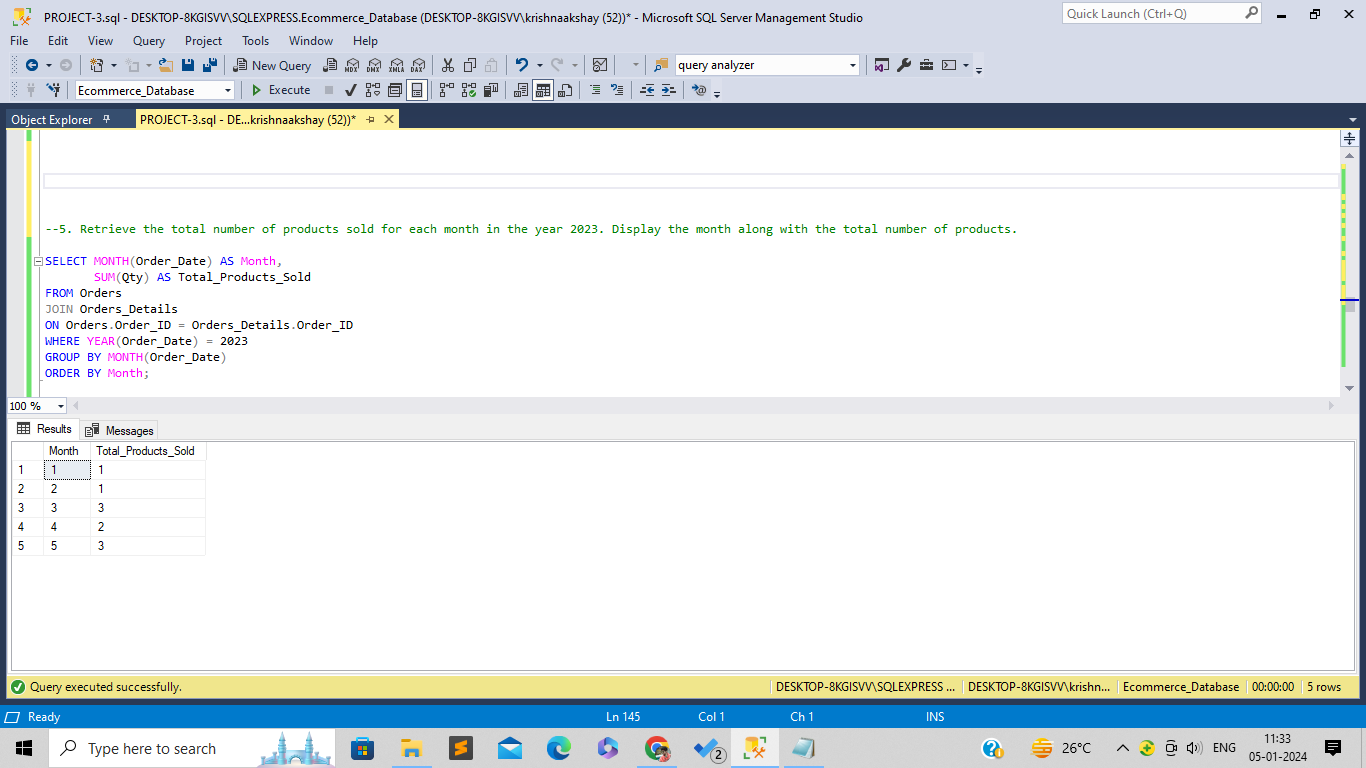 PROJECT-3.sql - DESKTOP-8KGISVV\SQLEXPRESS.Ecommerce_Database (DESKTOP-8KGISVV\krishnaakshay (52))* - Microsoft SQL Server Management Studio
Quick Launch (Ctrl+Q)
File Edit View Query Project Tools Window Help
New Query MDX DMX XMLA DAX query analyzer
Ecommerce_Database Execute
Object Explorer PROJECT-3.sql - DE...krishnaakshay (52))*
--5. Retrieve the total number of products sold for each month in the year 2023. Display the month along with the total number of products.
SELECT MONTH(Order_Date) AS Month,
SUM(Qty) AS Total_Products_Sold
FROM Orders
JOIN Orders_Details
ON Orders.Order_ID = Orders_Details.Order_ID
WHERE YEAR(Order_Date) = 2023
GROUP BY MONTH(Order_Date)
ORDER BY Month;
100 %
Results Messages
Month Total_Products_Sold
1 1 1
2 2 1
3 3 3
4 4 2
5 5 3
Query executed successfully. DESKTOP-8KGISVV\SQLEXPRESS ... DESKTOP-8KGISVV\krishn... Ecommerce_Database 00:00:00 5 rows
Ready Ln 145 Col 1 Ch 1 INS
Type here to search 2 26°C ENG 11:33
05-01-2024